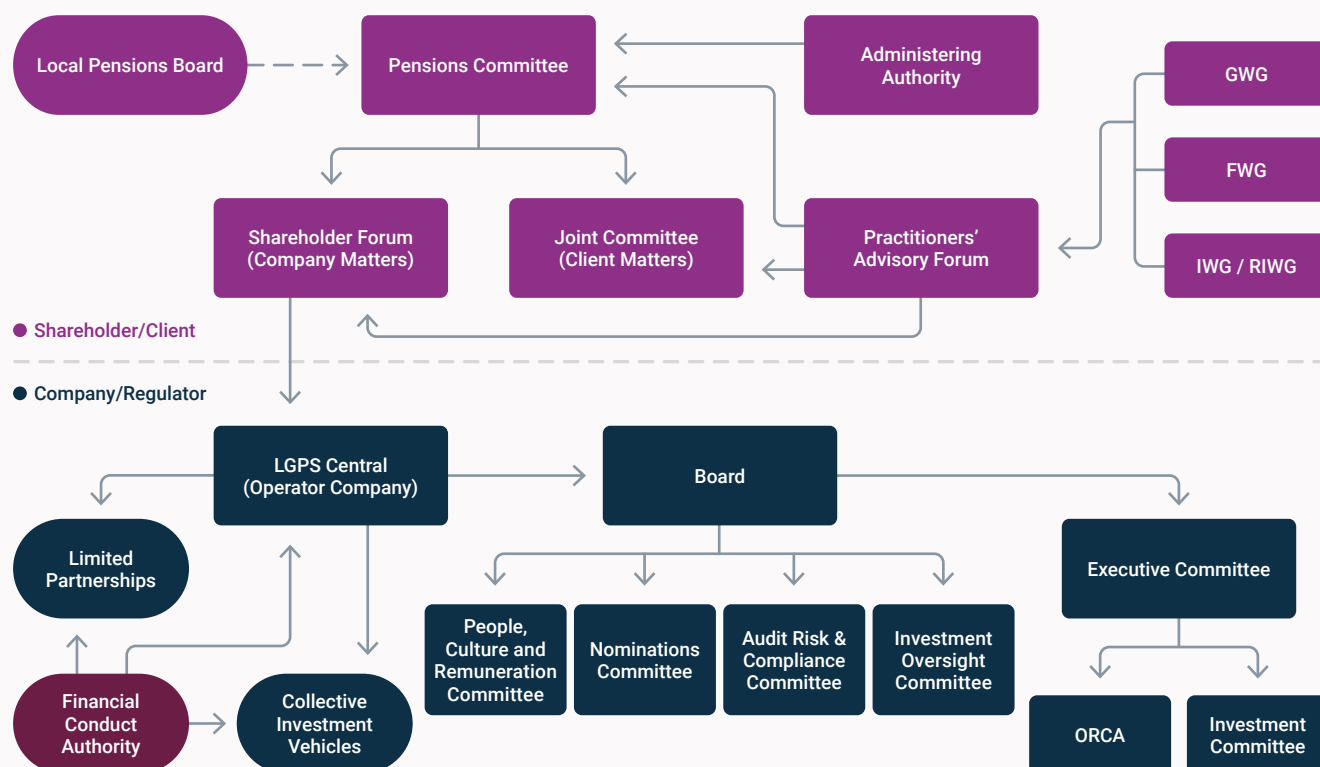 Local Pensions Board
Pensions Committee
Administering
Authority
GWG
FWG
IWG / RIWG
Shareholder Forum
(Company Matters)
Joint Committee
(Client Matters)
Practitioners’
Advisory Forum
Shareholder/Client
Company/Regulator
LGPS Central
(Operator Company)
Board
Limited
Partnerships
Executive Committee
People,
Culture and
Remuneration
Committee
Nominations
Committee
Audit Risk &
Compliance
Committee
Investment
Oversight
Committee
Financial
Conduct
Authority
Collective
Investment
Vehicles
ORCA
Investment
Committee